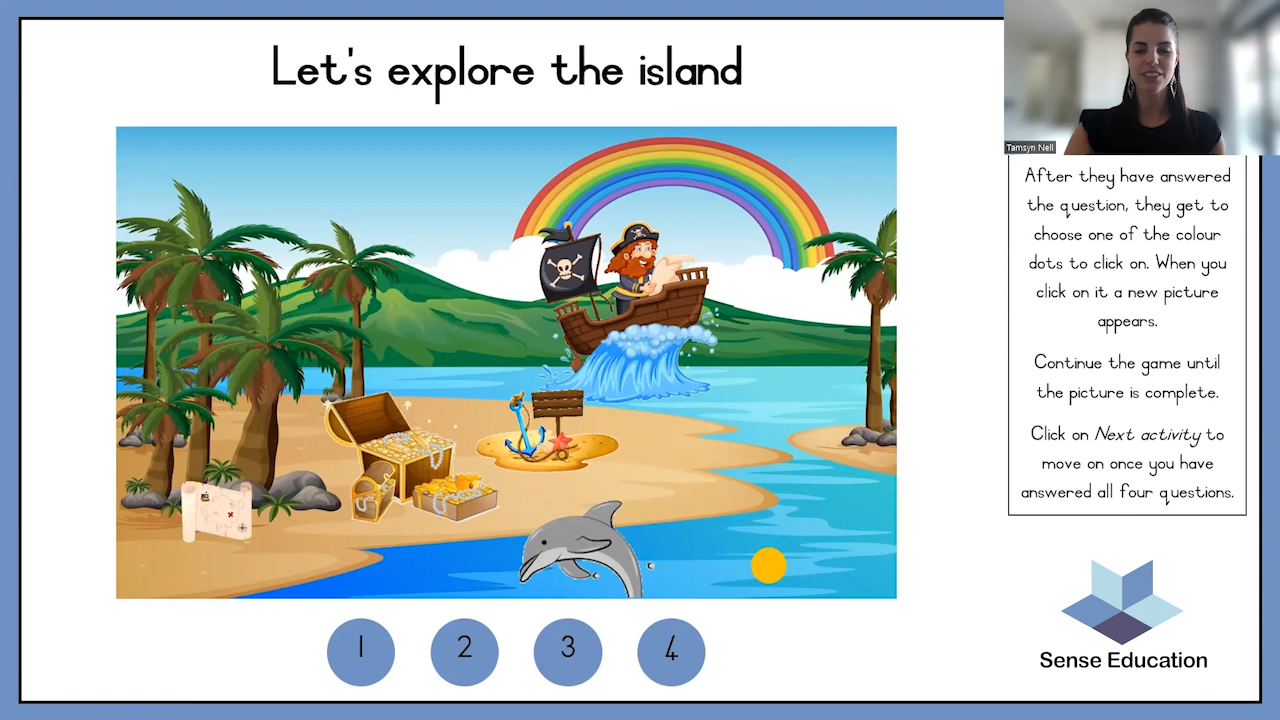 Let's explore the island
Tamsyn Nell
After they have answered
the question, they get to
choose one of the colour
dots to click on. When you
click on it a new picture
appears.
Continue the game until
the picture is complete.
Click on Next activity to
move on once you have
answered all four questions.
1 2 3 4
Sense Education